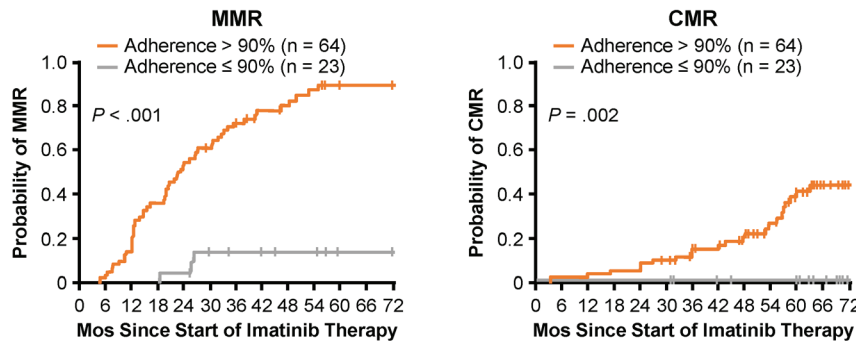 MMR
Adherence > 90% (n = 64)
Adherence ≤ 90% (n = 23)
P < .001
Probability of MMR
1.0
0.8
0.6
0.4
0.2
0
0 6 12 18 24 30 36 42 48 54 60 66 72
Mos Since Start of Imatinib Therapy
CMR
Adherence > 90% (n = 64)
Adherence ≤ 90% (n = 23)
P = .002
Probability of CMR
1.0
0.8
0.6
0.4
0.2
0
0 6 12 18 24 30 36 42 48 54 60 66 72
Mos Since Start of Imatinib Therapy